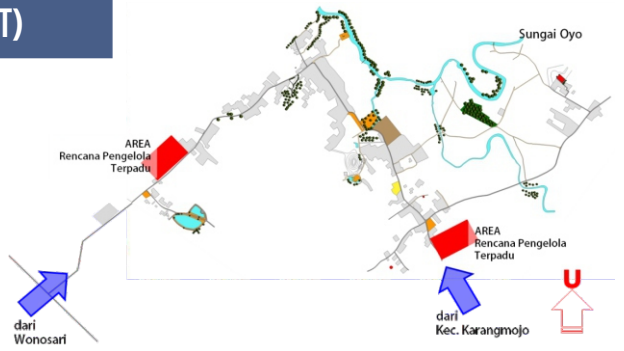 T)
Sungai Oyo
AREA
Rencana Pengelola
Terpadu
AREA
Rencana Pengelola
Terpadu
U
dari
Wonosari
dari
Kec. Karangmojo